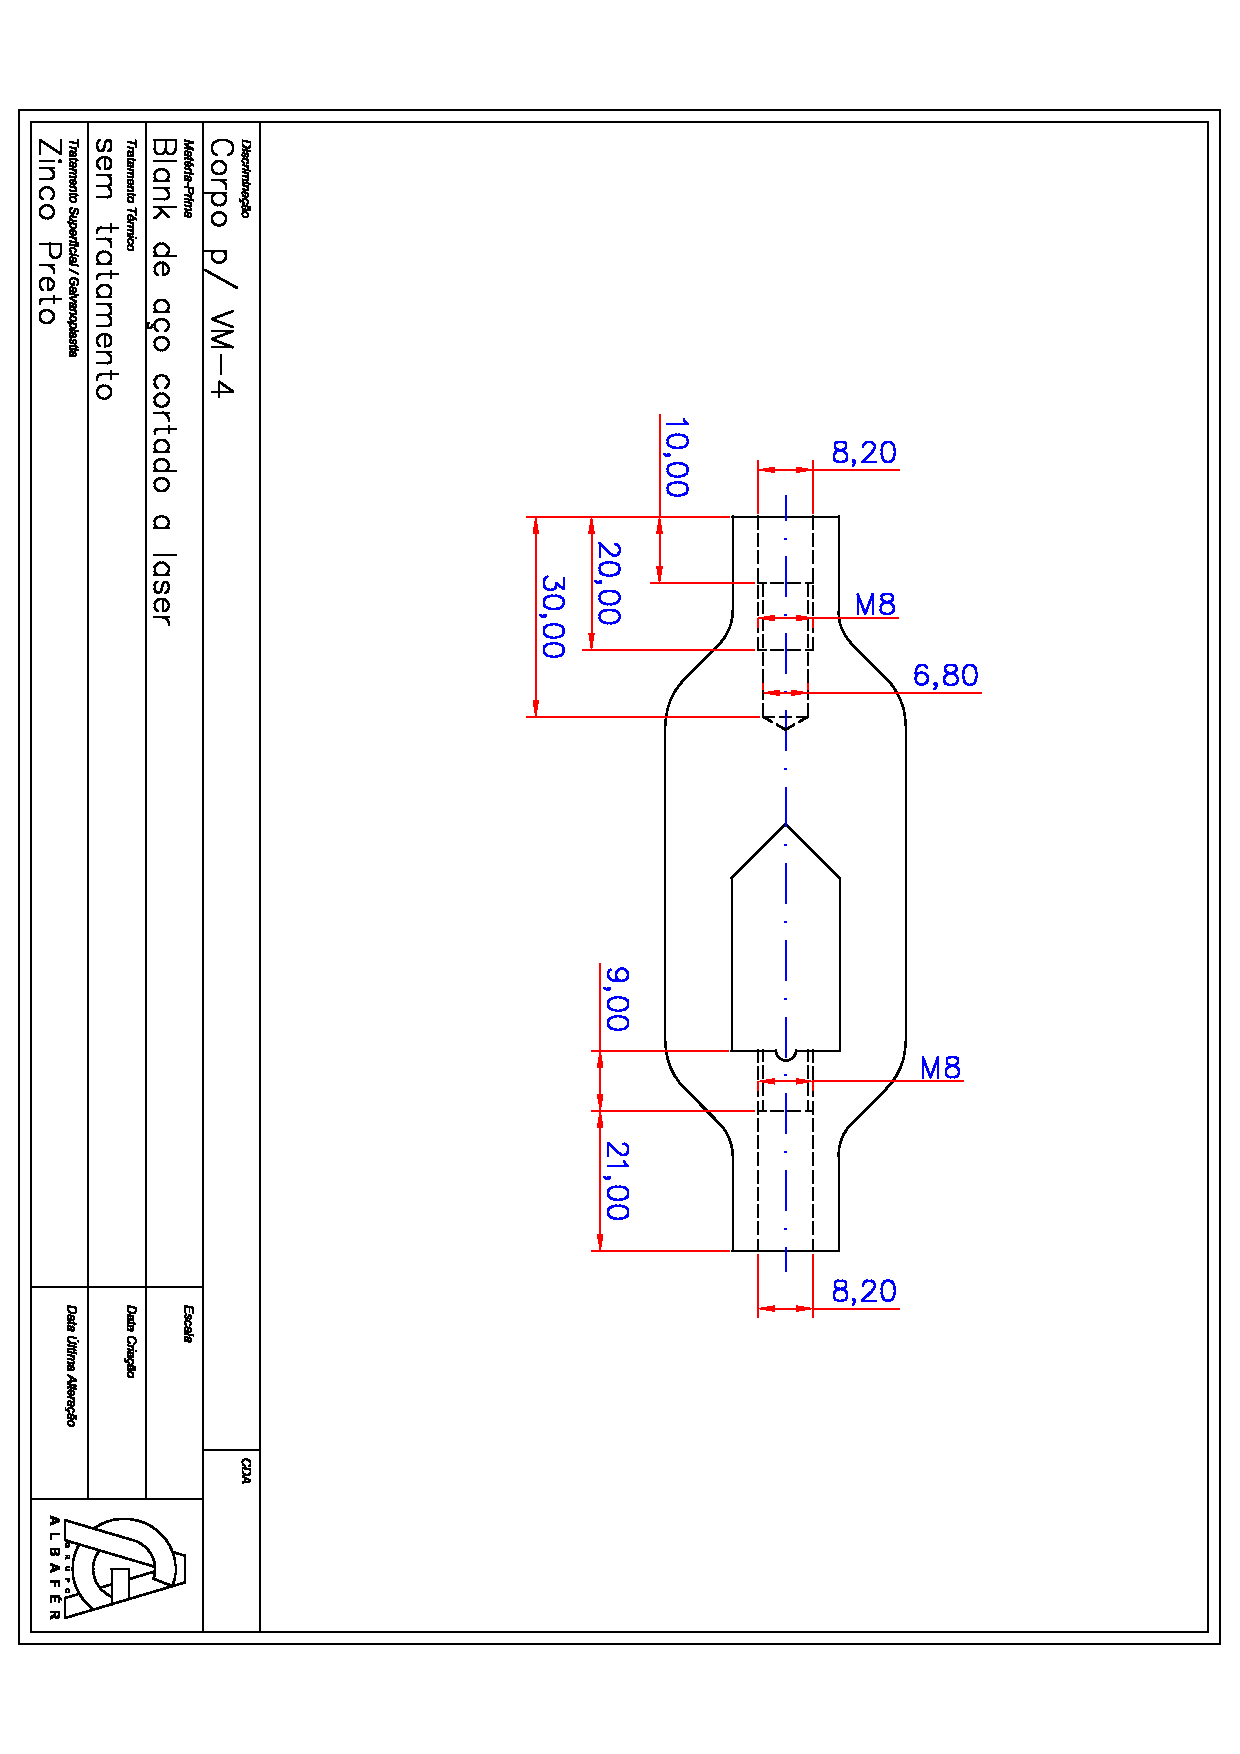 10,00
8,20
20,00
30,00
M8
6,80
9,00
M8
21,00
8,20
Discriminação
Corpo p/ VM-4
CDA
Matéria-Prima
Blank de aço cortado a laser
Escala
Tratamento Térmico
sem tratamento
Data Criação
Tratamento Superficial / Galvanoplastia
Zinco Preto
Data Última Alteração
GRUPO
ALBAFÉR